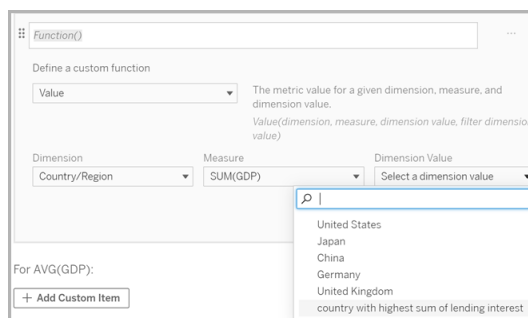 Function()
Define a custom function
Value
The metric value for a given dimension, measure, and
dimension value.
Value(dimension, measure, dimension value, filter dimension
value)
Dimension
Measure
Dimension Value
Country/Region
SUM(GDP)
Select a dimension value
United States
Japan
China
Germany
United Kingdom
country with highest sum of lending interest
For AVG(GDP):
+ Add Custom Item